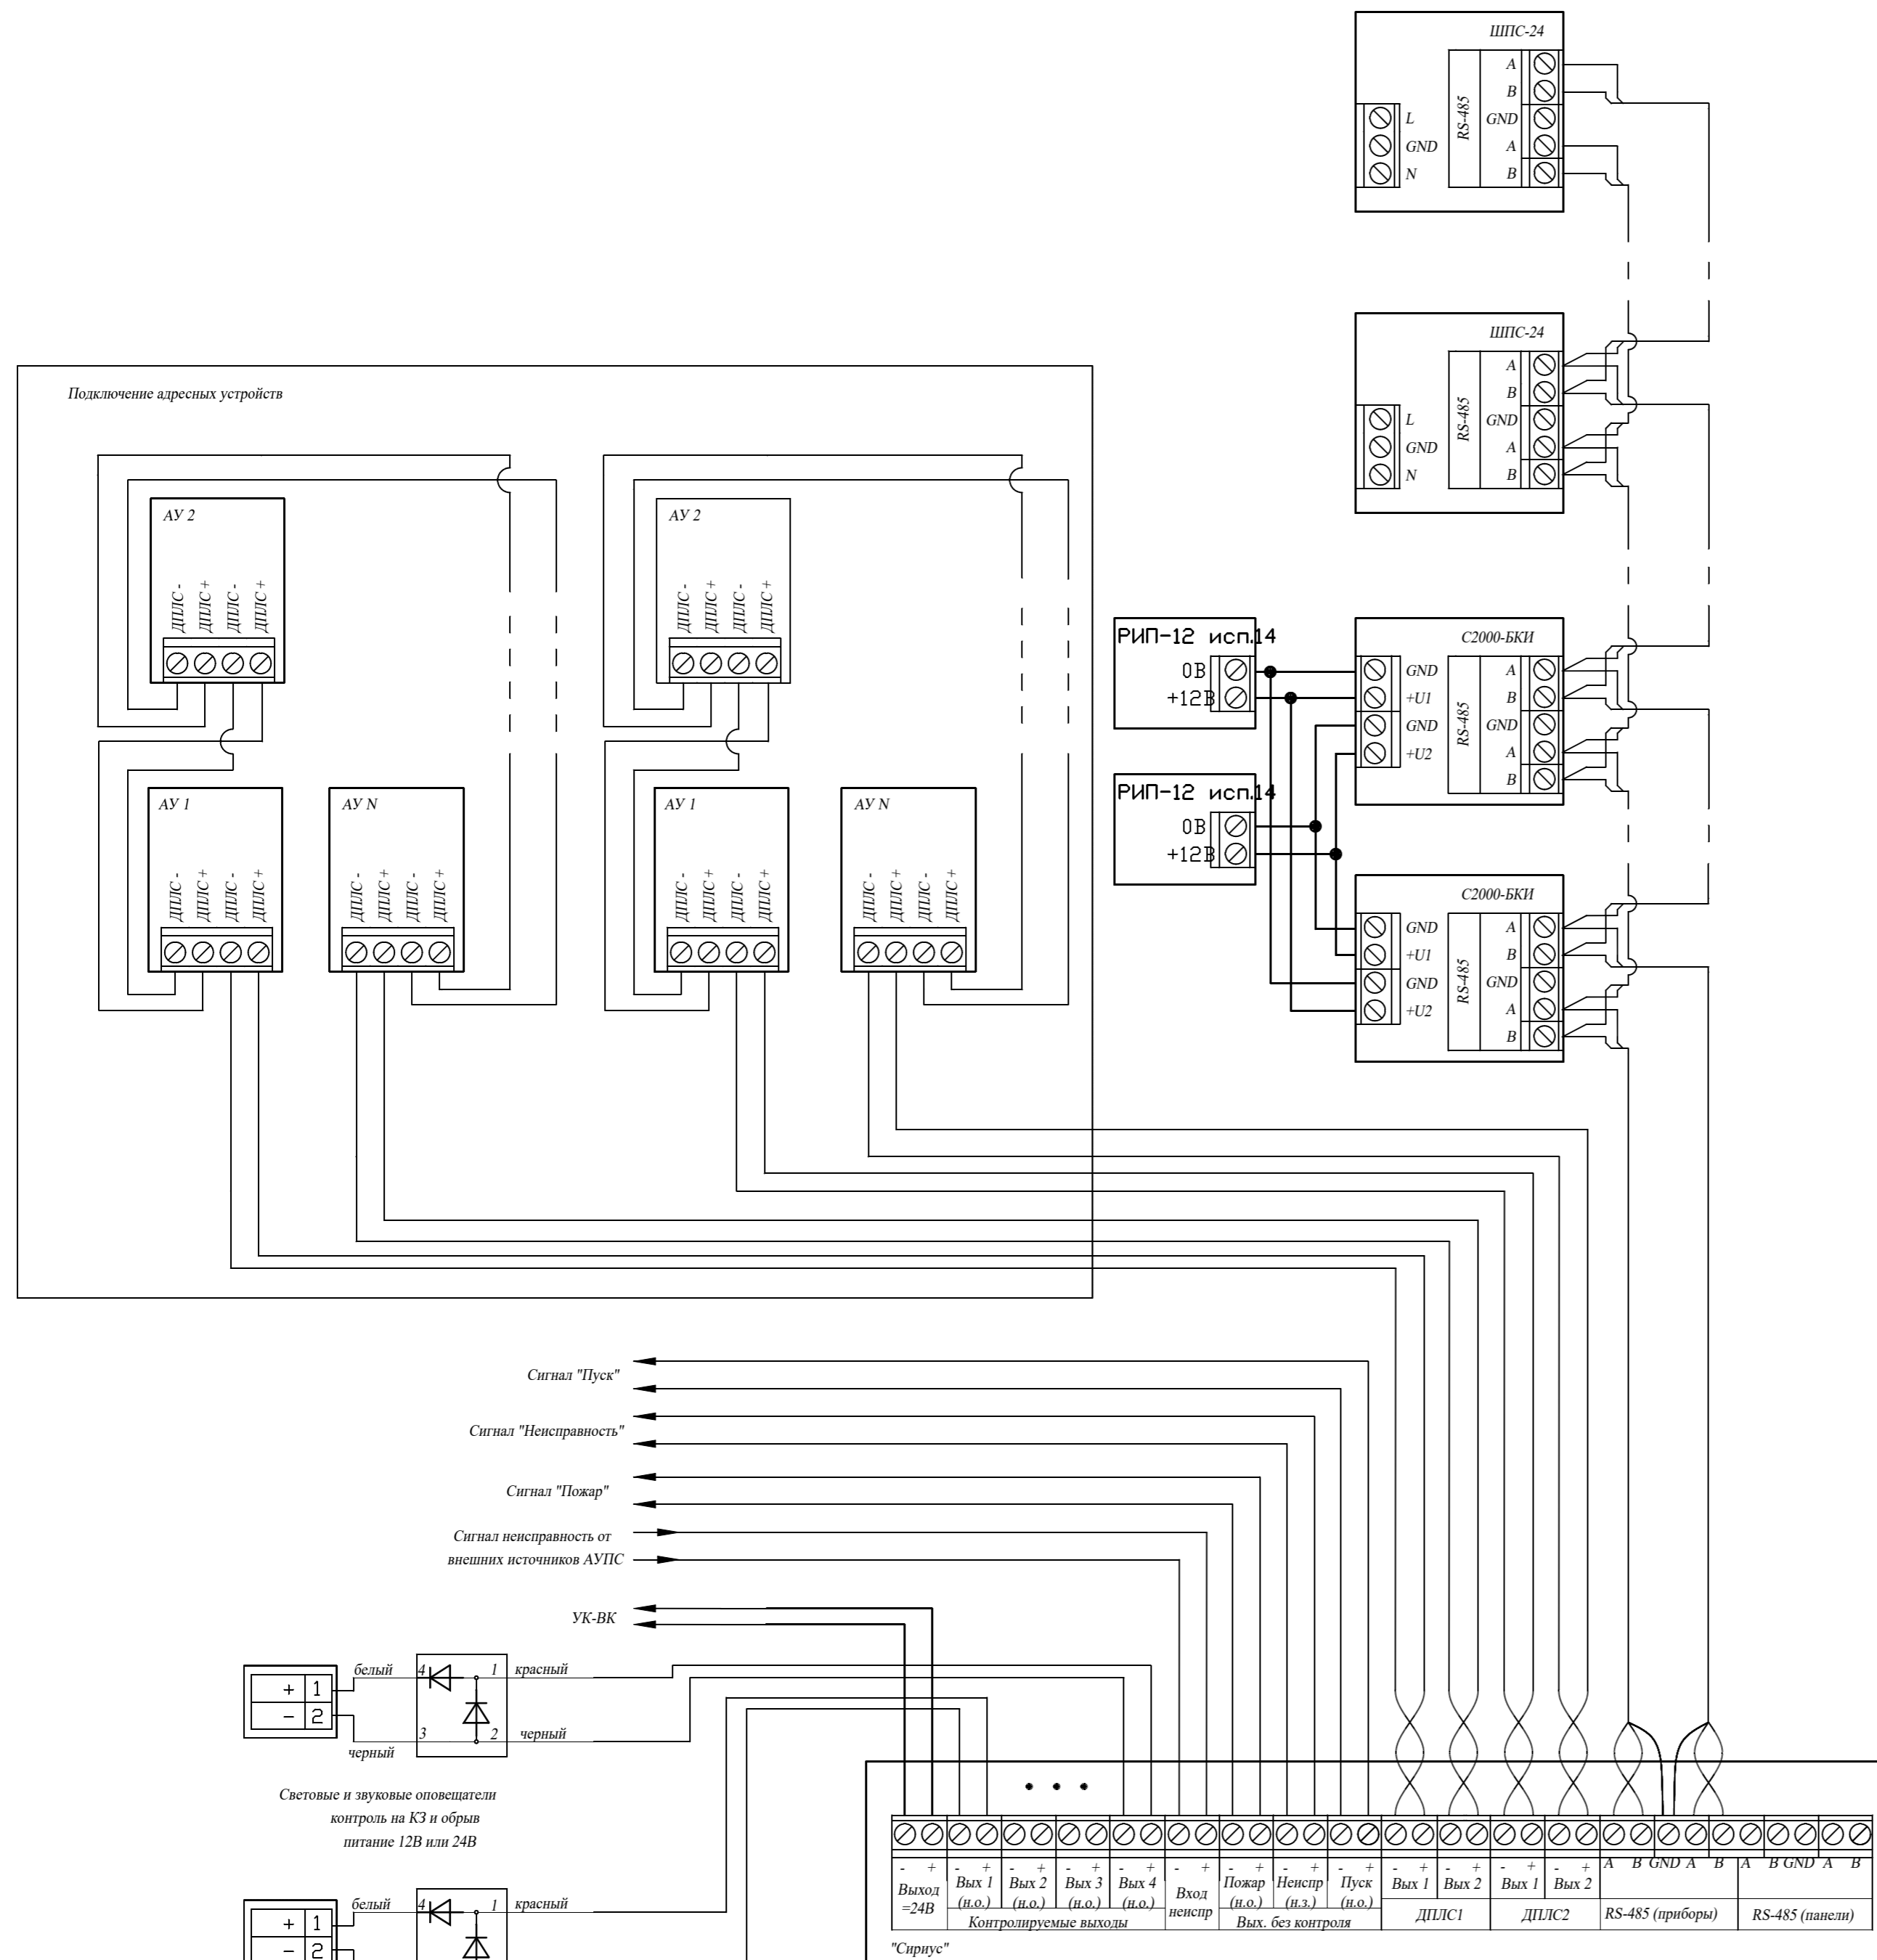 ШПС-24
A
B
GND
A
B
RS-485
L
GND
N
ШПС-24
A
B
GND
A
B
RS-485
L
GND
N
Подключение адресных устройств
АУ 2
ДПЛС -
ДПЛС +
ДПЛС -
ДПЛС +
АУ 2
ДПЛС -
ДПЛС +
ДПЛС -
ДПЛС +
АУ 1
ДПЛС -
ДПЛС +
ДПЛС -
ДПЛС +
АУ N
ДПЛС -
ДПЛС +
ДПЛС -
ДПЛС +
АУ 1
ДПЛС -
ДПЛС +
ДПЛС -
ДПЛС +
АУ N
ДПЛС -
ДПЛС +
ДПЛС -
ДПЛС +
РИП-12 исп.14
0В
+12В
С2000-БКИ
GND
+U1
GND
+U2
RS-485
A
B
GND
A
B
РИП-12 исп.14
0В
+12В
С2000-БКИ
GND
+U1
GND
+U2
RS-485
A
B
GND
A
B
Сигнал "Пуск"
Сигнал "Неисправность"
Сигнал "Пожар"
Сигнал неисправность от
внешних источников АУПС
УК-ВК
+ 1
- 2
белый
черный
4
1
3
2
красный
черный
Световые и звуковые оповещатели
контроль на КЗ и обрыв
питание 12В или 24В
+ 1
- 2
белый
4
1
красный
- + - + - + - + - + - + - + - + - + - + - + - + - + A B GND A B A B GND A B
Выход
=24В
Вых 1
(н.о.)
Вых 2
(н.о.)
Вых 3
(н.о.)
Вых 4
(н.о.)
Контролируемые выходы
Вход
неиспр
Пожар
(н.о.)
Неиспр
(н.з.)
Пуск
(н.о.)
Вых. без контроля
Вых 1
Вых 2
ДПЛС1
Вых 1
Вых 2
ДПЛС2
RS-485 (приборы)
RS-485 (панели)
"Сириус"